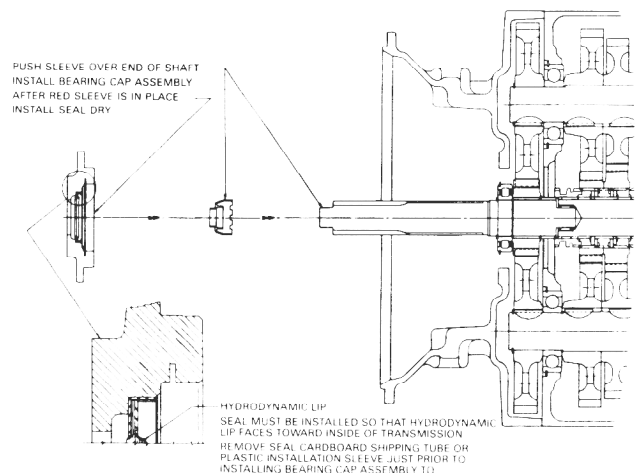 PUSH SLEEVE OVER END OF SHAFT
INSTALL BEARING CAP ASSEMBLY
AFTER RED SLEEVE IS IN PLACE
INSTALL SEAL DRY
HYDRODYNAMIC LIP
SEAL MUST BE INSTALLED SO THAT HYDRODYNAMIC
LIP FACES TOWARD INSIDE OF TRANSMISSION
REMOVE SEAL CARDBOARD SHIPPING TUBE OR
PLASTIC INSTALLATION SLEEVE JUST PRIOR TO
INSTALLING BEARING CAP ASSEMBLY TO